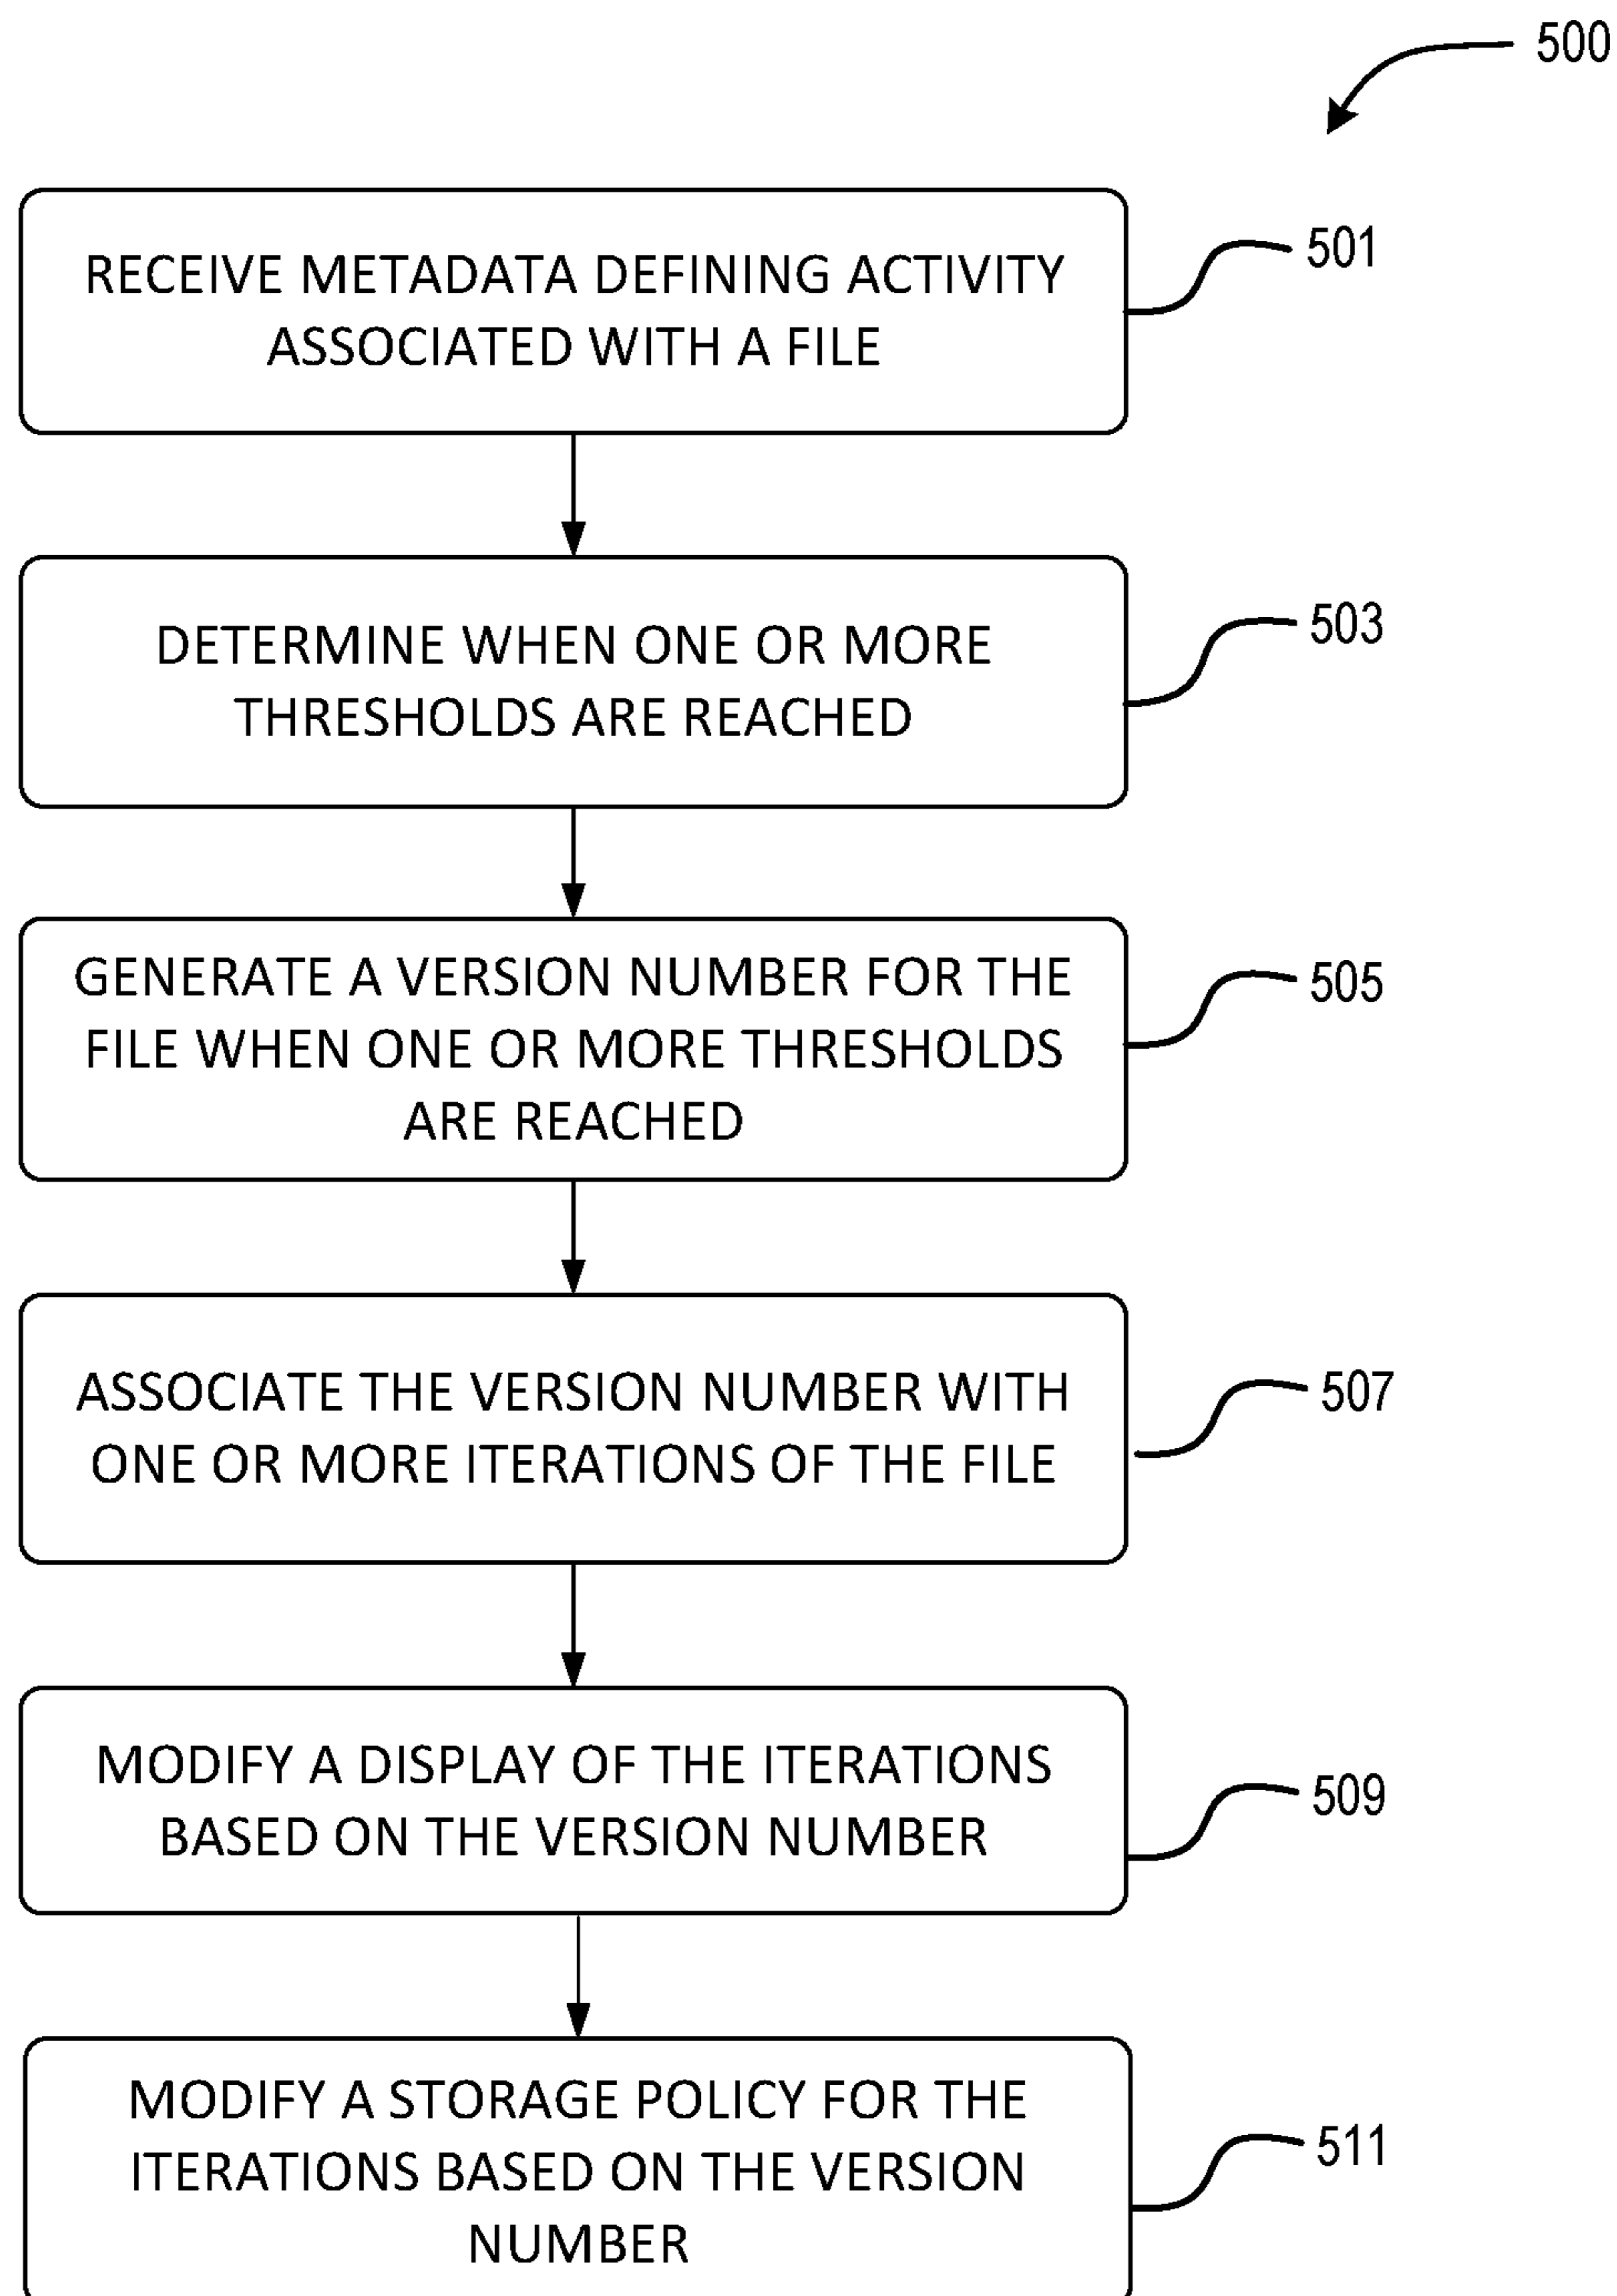 500
RECEIVE METADATA DEFINING ACTIVITY
ASSOCIATED WITH A FILE
501
DETERMINE WHEN ONE OR MORE
THRESHOLDS ARE REACHED
503
GENERATE A VERSION NUMBER FOR THE
FILE WHEN ONE OR MORE THRESHOLDS
ARE REACHED
505
ASSOCIATE THE VERSION NUMBER WITH
ONE OR MORE ITERATIONS OF THE FILE
507
MODIFY A DISPLAY OF THE ITERATIONS
BASED ON THE VERSION NUMBER
509
MODIFY A STORAGE POLICY FOR THE
ITERATIONS BASED ON THE VERSION
NUMBER
511